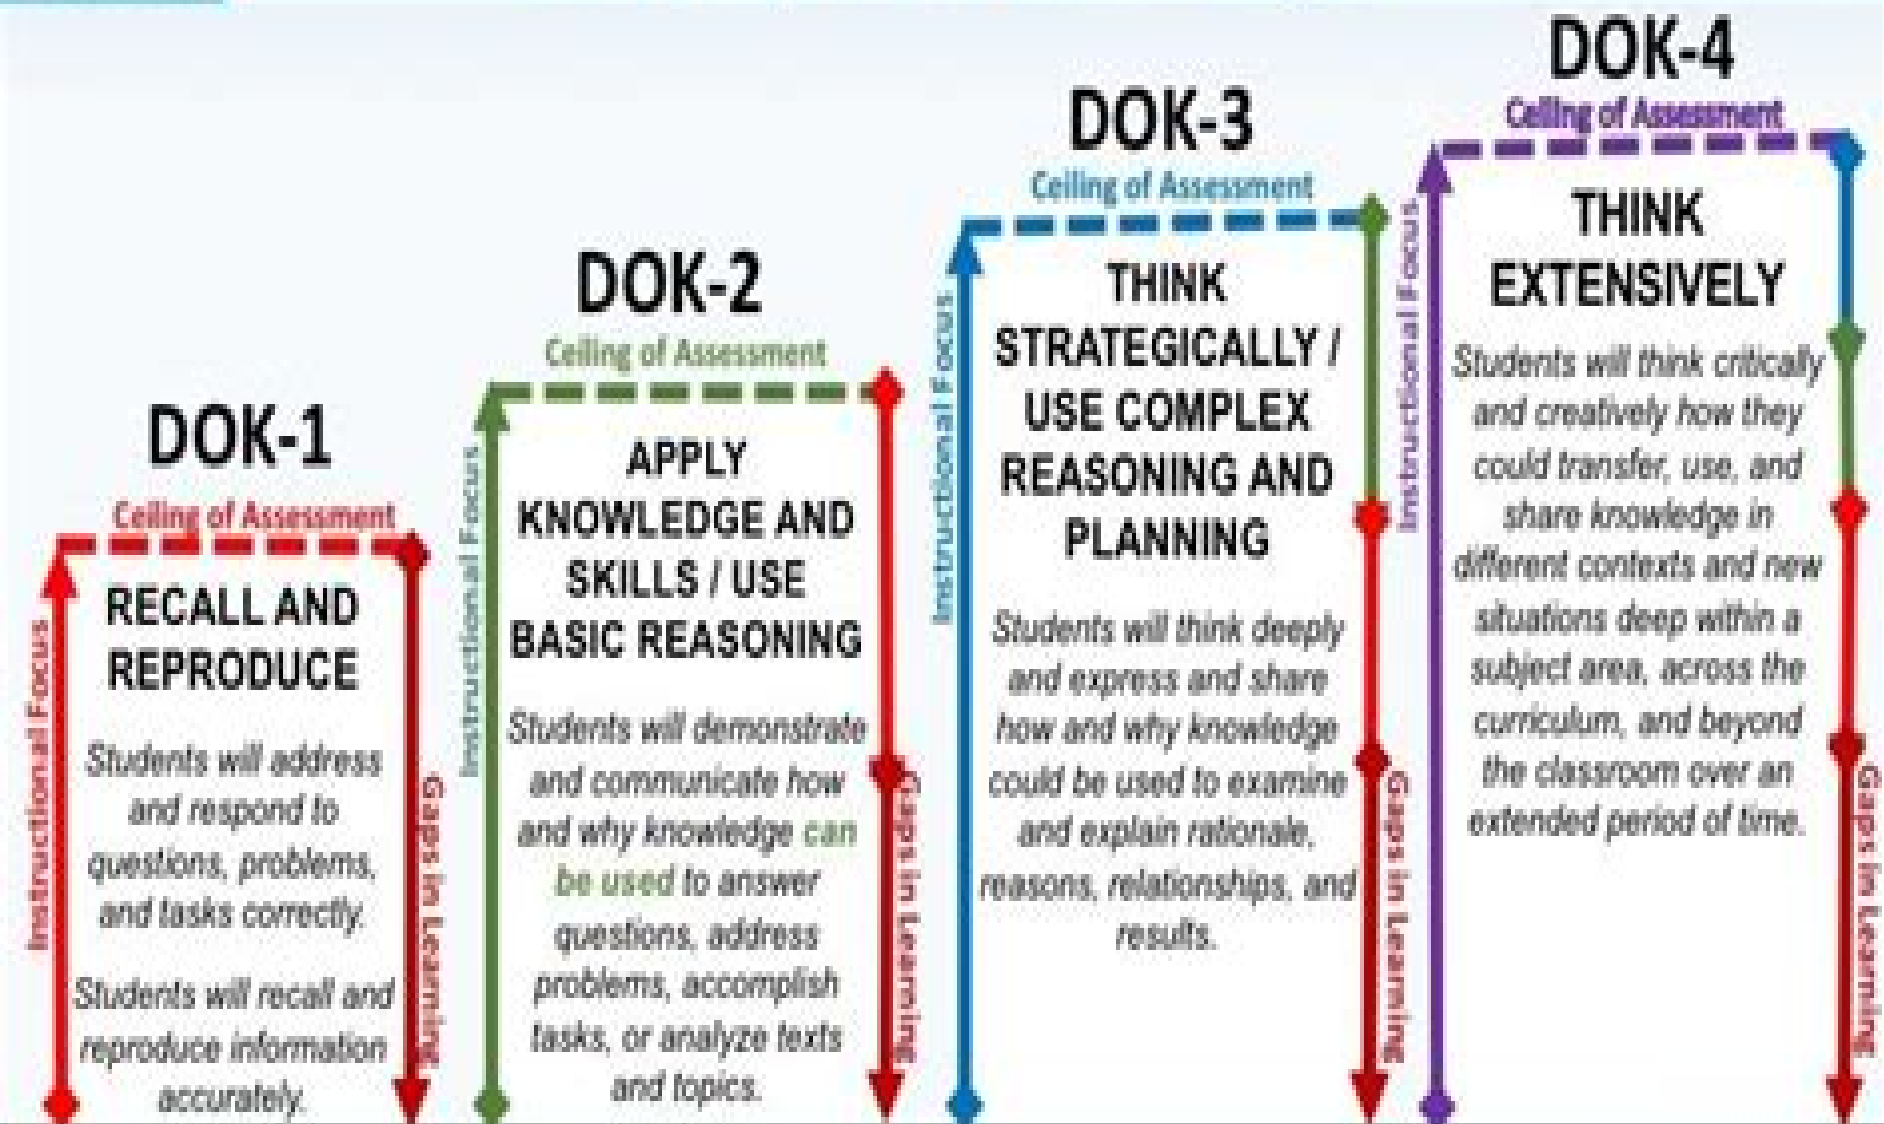 DOK-1
Ceiling of Assessment
Instructional Focus
RECALL AND
REPRODUCE
Students will address
and respond to
questions, problems,
and tasks correctly.
Students will recall and
reproduce information
accurately.
Gaps in Learning
DOK-2
Ceiling of Assessment
Instructional Focus
APPLY
KNOWLEDGE AND
SKILLS / USE
BASIC REASONING
Students will demonstrate
and communicate how
and why knowledge can
be used to answer
questions, address
problems, accomplish
tasks, or analyze texts
and topics.
Gaps in Learning
DOK-3
Ceiling of Assessment
Instructional Focus
THINK
STRATEGICALLY /
USE COMPLEX
REASONING AND
PLANNING
Students will think deeply
and express and share
how and why knowledge
could be used to examine
and explain rationale,
reasons, relationships, and
results.
Gaps in Learning
DOK-4
Ceiling of Assessment
Instructional Focus
THINK
EXTENSIVELY
Students will think critically
and creatively how they
could transfer, use, and
share knowledge in
different contexts and new
situations deep within a
subject area, across the
curriculum, and beyond
the classroom over an
extended period of time.
Gaps in Learning